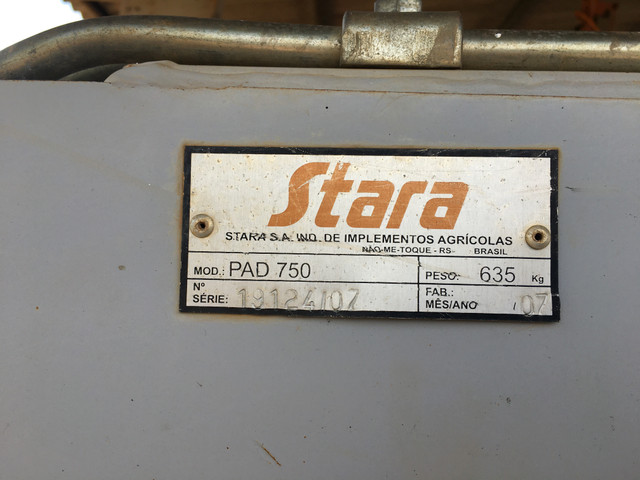 Stara
STARA S.A. IND. DE IMPLEMENTOS AGRÍCOLAS
NÃO-ME-TOQUE - RS- BRASIL
MOD.: PAD 750 PESO: 635 Kg
Nº SÉRIE: 19124/07 FAB.: MÊS/ANO / 07